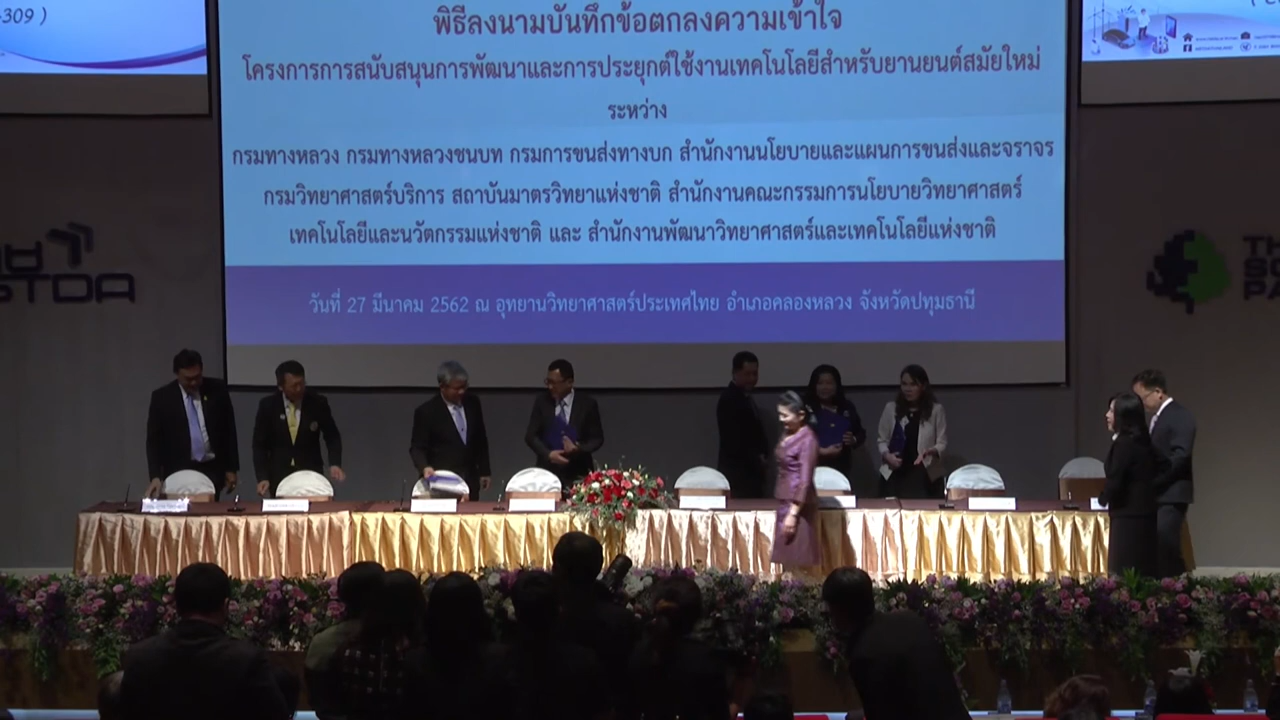 -309 )
พิธีลงนามบันทึกข้อตกลงความเข้าใจ
โครงการการสนับสนุนการพัฒนาและการประยุกต์ใช้งานเทคโนโลยีสำหรับยานยนต์สมัยใหม่
ระหว่าง
กรมทางหลวง กรมทางหลวงชนบท กรมการขนส่งทางบก สำนักงานนโยบายและแผนการขนส่งและจราจร
กรมวิทยาศาสตร์บริการ สถาบันมาตรวิทยาแห่งชาติ สำนักงานคณะกรรมการนโยบายวิทยาศาสตร์
เทคโนโลยีและนวัตกรรมแห่งชาติ และ สำนักงานพัฒนาวิทยาศาสตร์และเทคโนโลยีแห่งชาติ
วันที่ 27 มีนาคม 2562 ณ อุทยานวิทยาศาสตร์ประเทศไทย อำเภอคลองหลวง จังหวัดปทุมธานี
STDA
TH
SC
PA